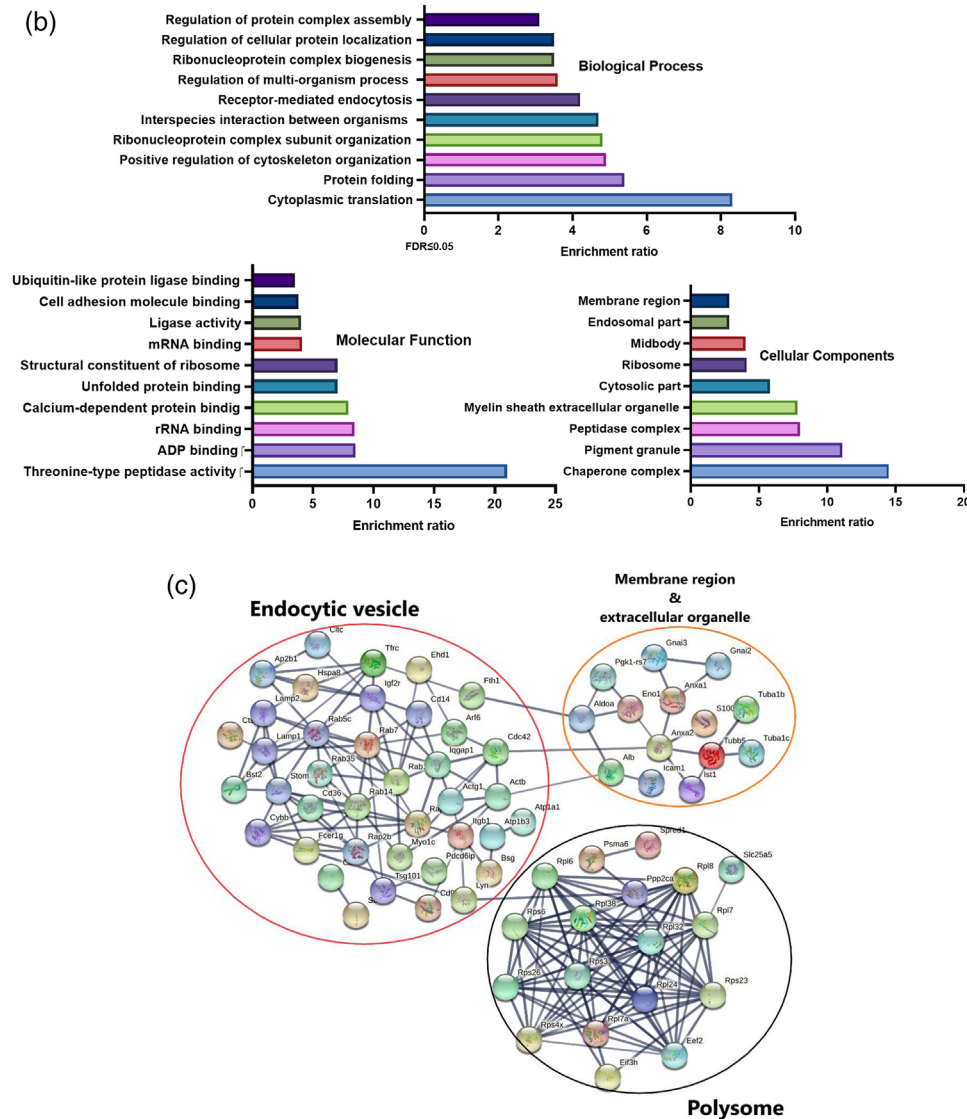 (b)
Regulation of protein complex assembly
Regulation of cellular protein localization
Ribonucleoprotein complex biogenesis
Regulation of multi-organism process
Receptor-mediated endocytosis
Interspecies interaction between organisms
Ribonucleoprotein complex subunit organization
Positive regulation of cytoskeleton organization
Protein folding
Cytoplasmic translation
Biological Process
0 2 4 6 8 10
FDR≤0.05
Enrichment ratio
Ubiquitin-like protein ligase binding
Cell adhesion molecule binding
Ligase activity
mRNA binding
Structural constituent of ribosome
Unfolded protein binding
Calcium-dependent protein bindig
rRNA binding
ADP binding
Threonine-type peptidase activity
Molecular Function
0 5 10 15 20 25
Enrichment ratio
Membrane region
Endosomal part
Midbody
Ribosome
Cytosolic part
Myelin sheath extracellular organelle
Peptidase complex
Pigment granule
Chaperone complex
Cellular Components
0 5 10 15 20
Enrichment ratio
(c)
Endocytic vesicle
Cltc
Tfrc
Ap2b1
Ehd1
Hspa8
Igf2r
Fth1
Lamp2
Cd14
Rab5c
Arf6
Lamp1
Rab7
Cdc42
Iqgap1
Rab35
Rab
Bst2
Stom
Cd36
Actg1
Actb
Rab14
Cybb
Itgb1
Atp1a1
Atp1b3
Fcer1g
Rap2b
Myo1c
Pdcd6ip
Bsg
Tsg101
Lyn
Membrane region
&
extracellular organelle
Gnai3
Gnai2
Pgk1-rs7
Anxa1
Eno1
Tuba1b
Aldoa
S100
Anxa2
Tubb5
Tuba1c
Alb
Icam1
Ist1
Spred1
Psma6
Slc25a5
Rpl6
Rpl8
Ppp2ca
Rpl38
Rpl7
Rps6
Rpl32
Rps3
Rps26
Rpl24
Rps23
Rps4x
Rpl7a
Eef2
Eif3h
Polysome